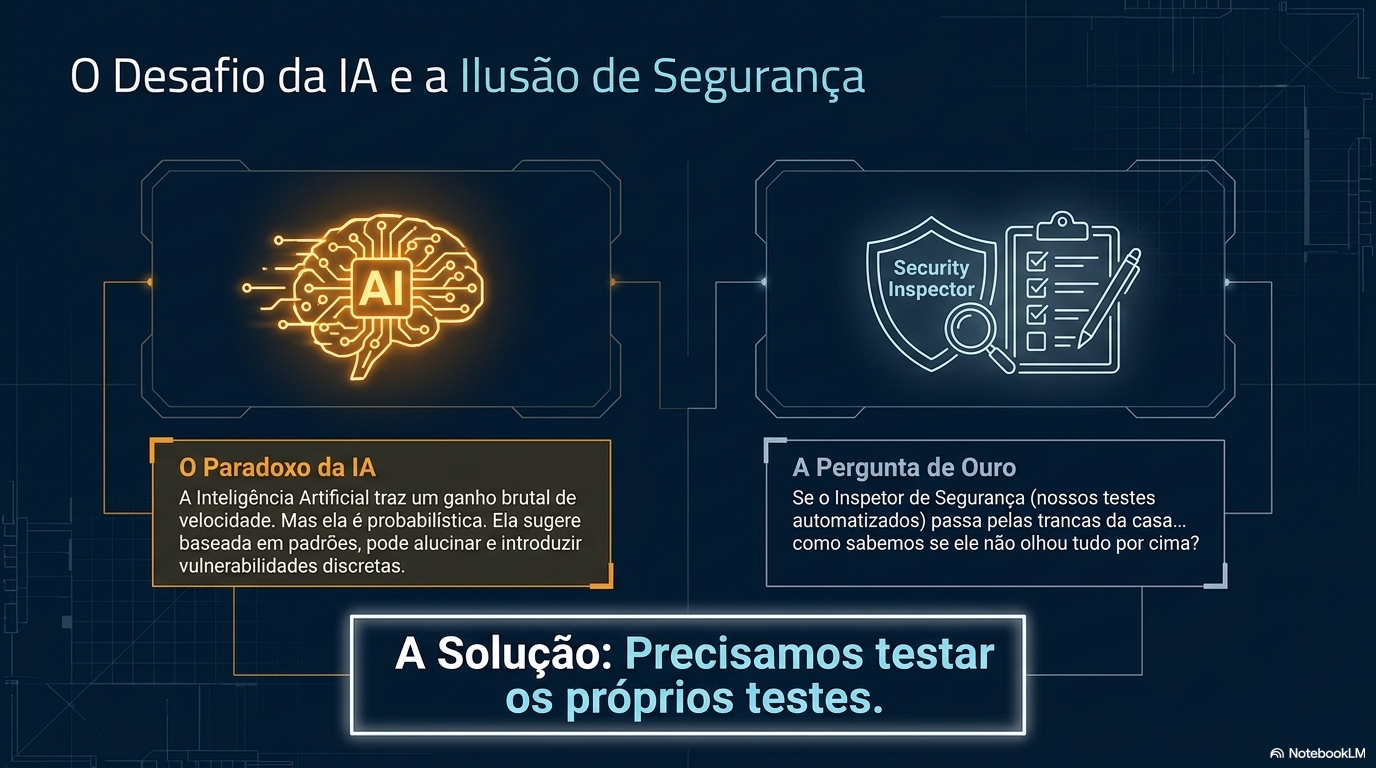 O Desafio da IA e a Ilusão de Segurança
AI
Security
Inspector
O Paradoxo da IA
A Inteligência Artificial traz um ganho brutal de
velocidade. Mas ela é probabilística. Ela sugere
baseada em padrões, pode alucinar e introduzir
vulnerabilidades discretas.
A Pergunta de Ouro
Se o Inspetor de Segurança (nossos testes
automatizados) passa pelas trancas da casa...
como sabemos se ele não olhou tudo por cima?
A Solução: Precisamos testar
os próprios testes.
NotebookLM